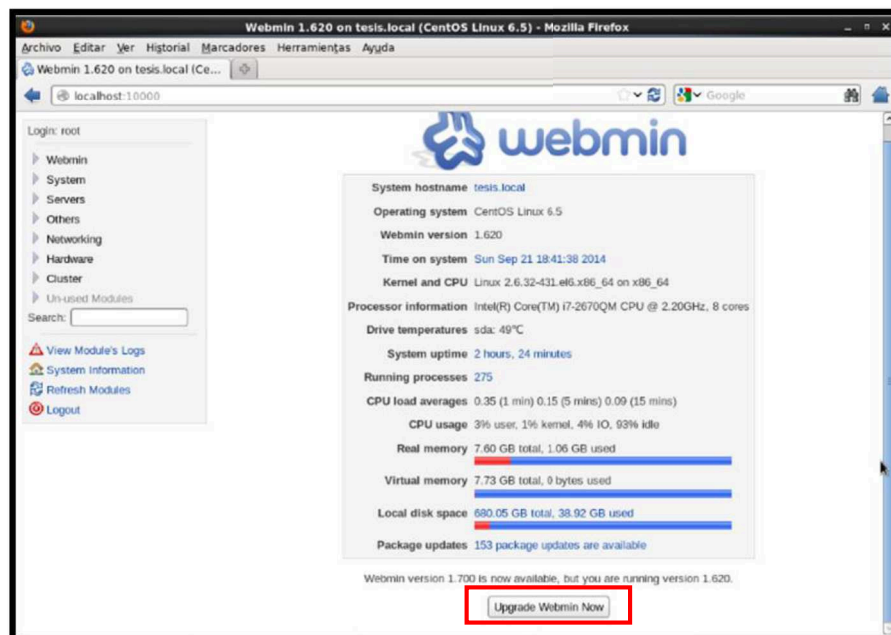 Webmin 1.620 on tesis.local (CentOS Linux 6.5) - Mozilla Firefox
Archivo Editar Ver Historial Marcadores Herramientas Ayuda
Webmin 1.620 on tesis.local (Ce...
localhost:10000
Google
Login: root
Webmin
System
Servers
Others
Networking
Hardware
Cluster
Un-used Modules
Search:
View Module's Logs
System Information
Refresh Modules
Logout
webmin
System hostname tesis.local
Operating system CentOS Linux 6.5
Webmin version 1.620
Time on system Sun Sep 21 18:41:38 2014
Kernel and CPU Linux 2.6.32-431.el6.x86_64 on x86_64
Processor information Intel(R) Core(TM) i7-2670QM CPU @ 2.20GHz, 8 cores
Drive temperatures sda: 49°C
System uptime 2 hours, 24 minutes
Running processes 275
CPU load averages 0.35 (1 min) 0.15 (5 mins) 0.09 (15 mins)
CPU usage 3% user, 1% kernel, 4% IO, 93% idle
Real memory 7.60 GB total, 1.06 GB used
Virtual memory 7.73 GB total, 0 bytes used
Local disk space 680.05 GB total, 38.92 GB used
Package updates 153 package updates are available
Webmin version 1.700 is now available, but you are running version 1.620.
Upgrade Webmin Now